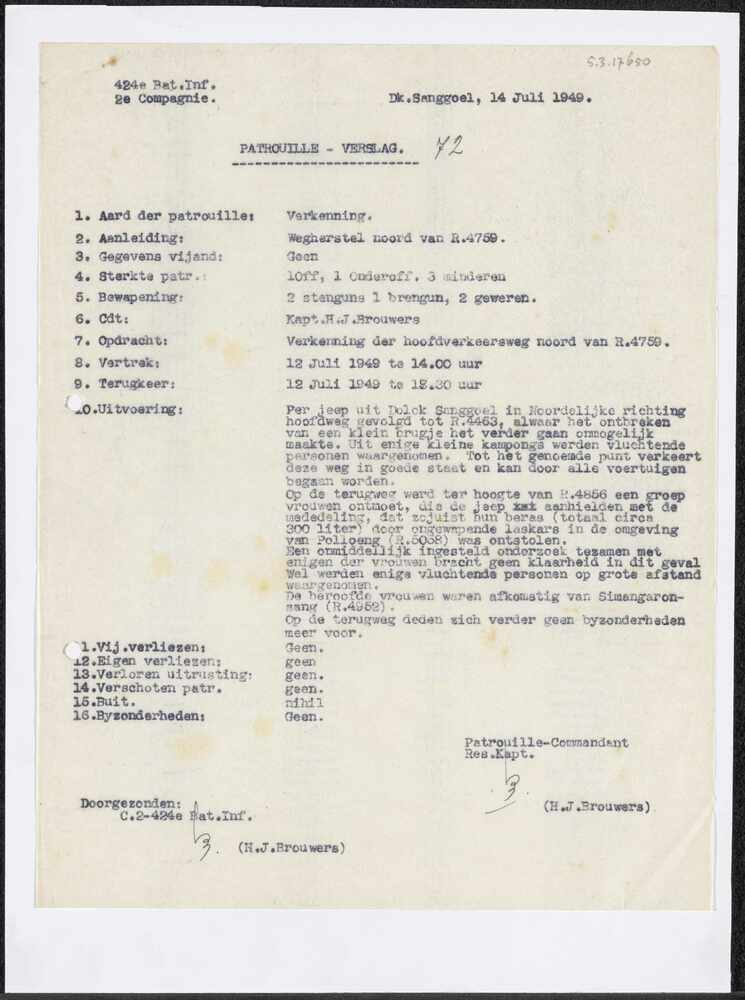 5.3.17650
424e Bat.Inf.
2e Compagnie.
Dk.Sanggoel, 14 Juli 1949.
PATROUILLE - VERSLAG. 72
1. Aard der patrouille: Verkenning.
2. Aanleiding: Wegherstel noord van R.4759.
3. Gegevens vijand: Geen
4. Sterkte patr.: 1Off, 1 Onderoff. 3 minderen
5. Bewapening: 2 stenguns 1 brengun, 2 geweren.
6. Cdt: Kapt.H.J.Brouwers
7. Opdracht: Verkenning der hoofdverkeersweg noord van R.4759.
8. Vertrek: 12 Juli 1949 te 14.00 uur
9. Terugkeer: 12 Juli 1949 te 18.30 uur
10.Uitvoering: Per jeep uit Dolok Sanggoel in Noordelijke richting
hoofdweg gevolgd tot R.4463, alwaar het ontbreken
van een klein brugje het verder gaan onmogelijk
maakte. Uit enige kleine kampongs werden vluchtende
personen waargenomen. Tot het genoemde punt verkeert
deze weg in goede staat en kan door alle voertuigen
begaan worden.
Op de terugweg werd ter hoogte van R.4856 een groep
vrouwen ontmoet, die de jeep aanhielden met de
mededeling, dat zojuist hun beras (totaal circa
300 liter) door ongewapende laskars in de omgeving
van Polloeng (R.5058) was ontstolen.
Een onmiddellijk ingesteld onderzoek tezamen met
enigen der vrouwen bracht geen klaarheid in dit geval
Wel werden enige vluchtende personen op grote afstand
waargenomen.
De beroofde vrouwen waren afkomstig van Simangaron-
sang (R.4952).
Op de terugweg deden zich verder geen byzonderheden
meer voor.
11.Vij.verliezen: Geen.
12.Eigen verliezen: geen
13.Verloren uitrusting: geen.
14.Verschoten patr. geen.
15.Buit. nihil
16.Byzonderheden: Geen.
Patrouille-Commandant
Res.Kapt.
(H.J.Brouwers)
Doorgezonden:
C.2-424e Bat.Inf.
(H.J.Brouwers)